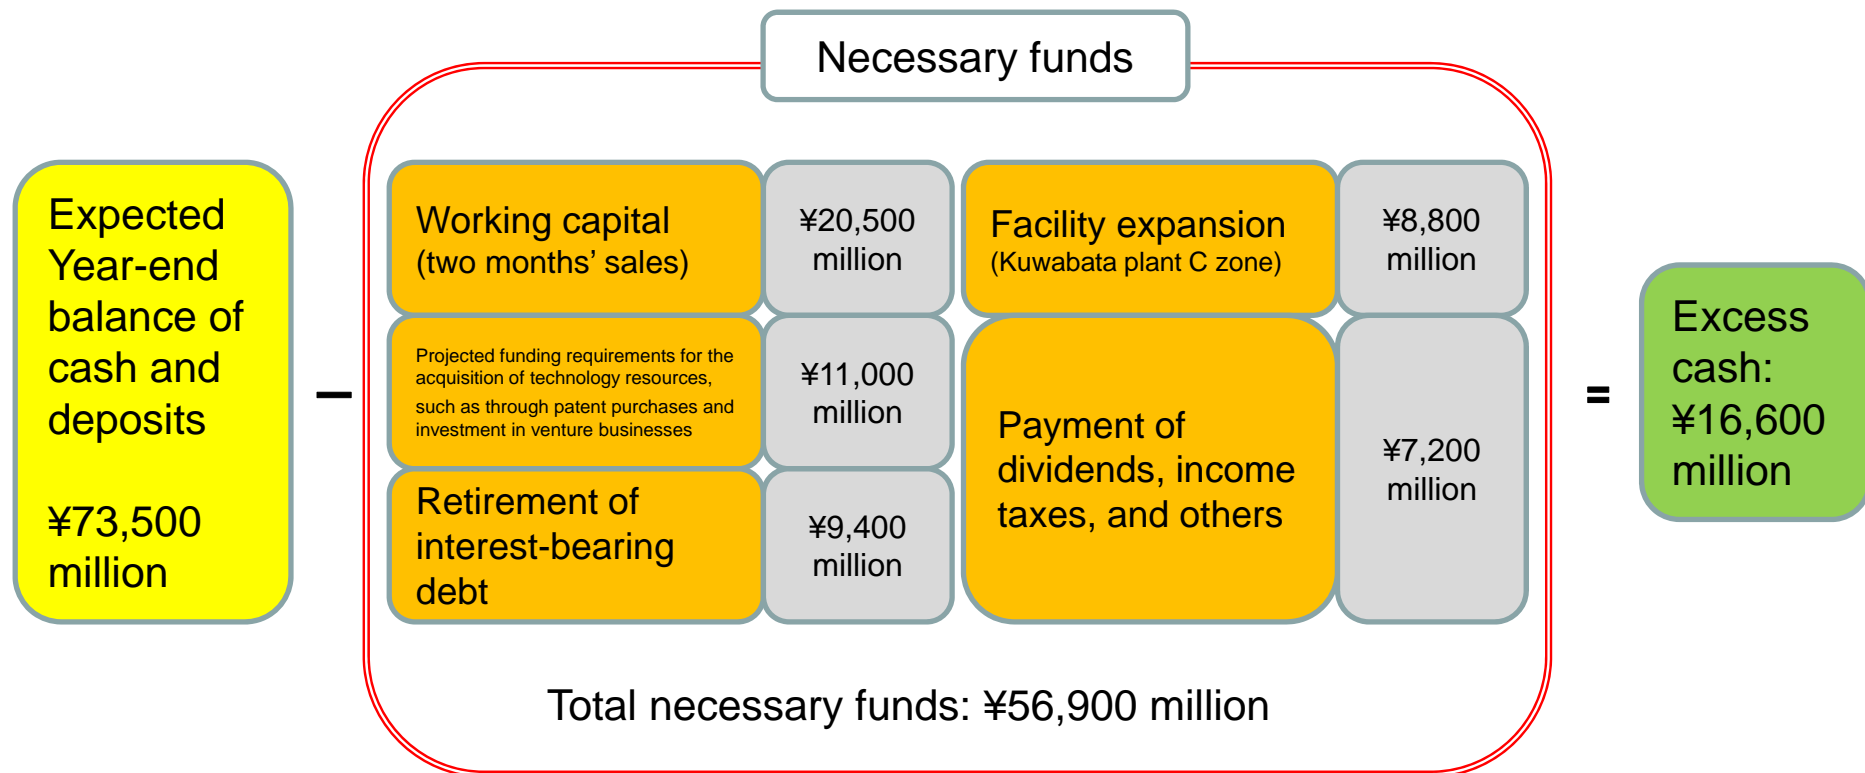 Necessary funds
Expected
Year-end
balance of
cash and
deposits
¥73,500
million
–
Working capital
(two months’ sales)
¥20,500
million
Projected funding requirements for the
acquisition of technology resources,
such as through patent purchases and
investment in venture businesses
¥11,000
million
Retirement of
interest-bearing
debt
¥9,400
million
Facility expansion
(Kuwabata plant C zone)
¥8,800
million
Payment of
dividends, income
taxes, and others
¥7,200
million
Total necessary funds: ¥56,900 million
=
Excess
cash:
¥16,600
million